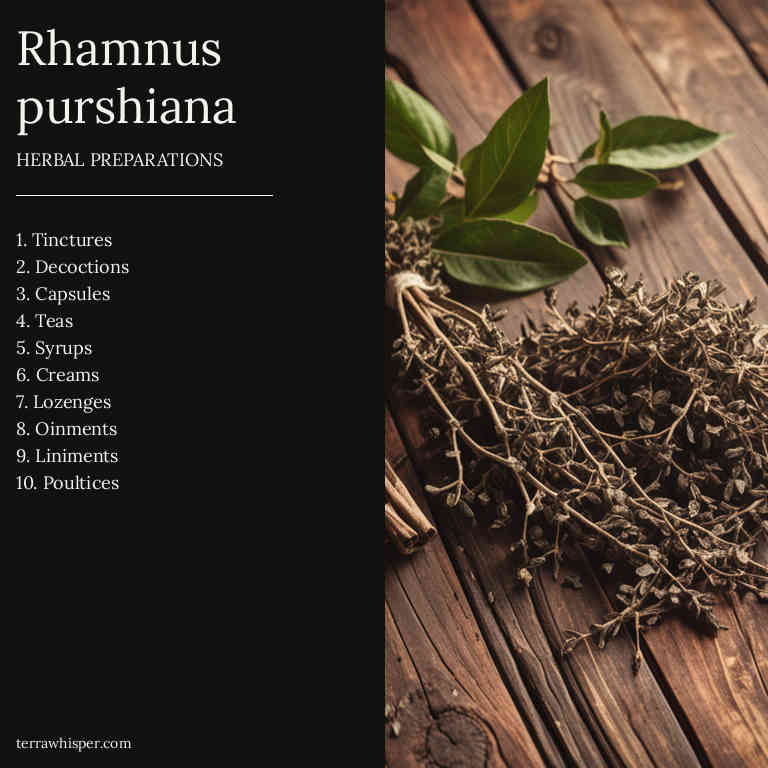 Rhamnus
purshiana
HERBAL PREPARATIONS
1. Tinctures
2. Decoctions
3. Capsules
4. Teas
5. Syrups
6. Creams
7. Lozenges
8. Oinments
9. Liniments
10. Poultices
terrawhisper.com